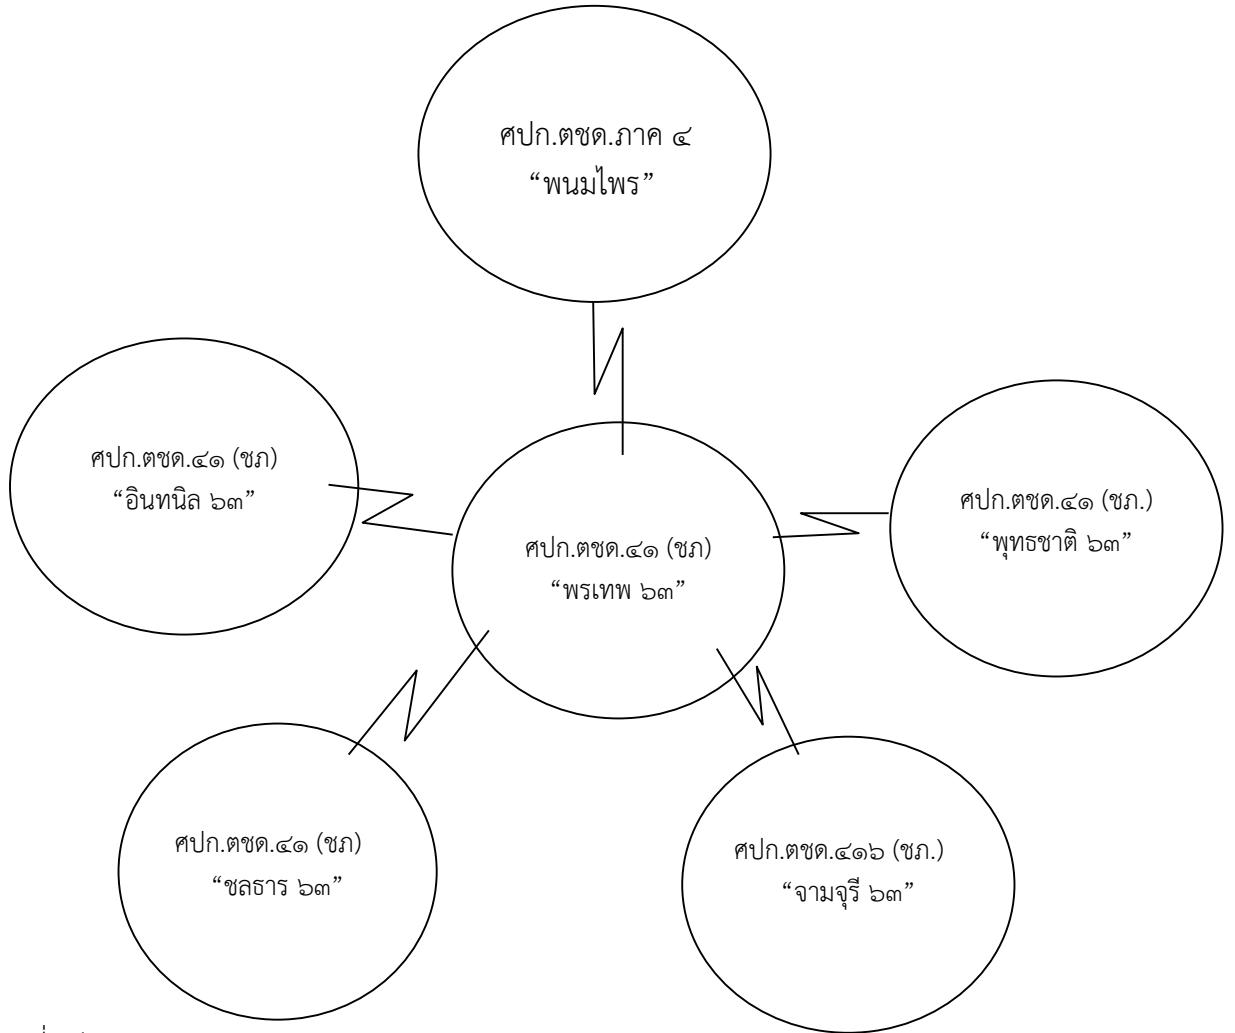 ศปก.ตชด.ภาค ๔
“พนมไพร”
ศปก.ตชด.๔๑ (ชภ)
“อินทนิล ๖๓”
ศปก.ตชด.๔๑ (ชภ.)
“พุทธชาติ ๖๓”
ศปก.ตชด.๔๑ (ชภ)
“พรเทพ ๖๓”
ศปก.ตชด.๔๑ (ชภ)
“ชลธาร ๖๓”
ศปก.ตชด.๔๑๖ (ชภ.)
“จามจุรี ๖๓”